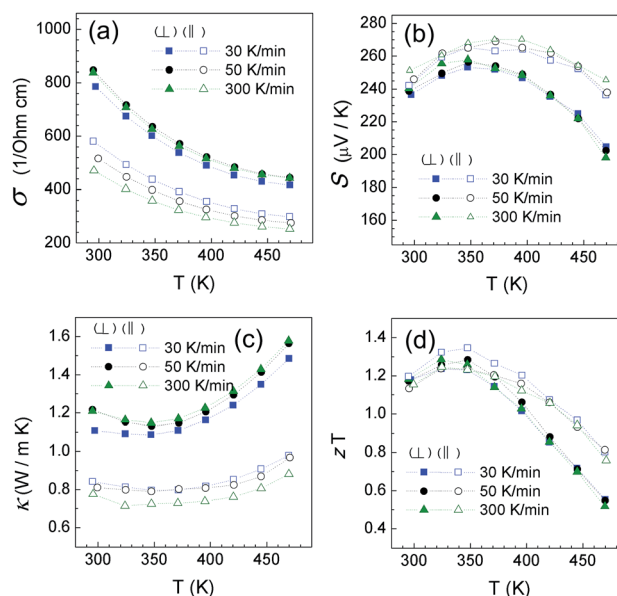 (a)
(⊥) (∥)
30 K/min
50 K/min
300 K/min
σ (1/Ohm cm)
1000
800
600
400
200
300 350 400 450
T (K)
(b)
280
260
240
220
200
180
160
S (μV / K)
(⊥) (∥)
30 K/min
50 K/min
300 K/min
300 350 400 450
T (K)
(c)
(⊥) (∥)
30 K/min
50 K/min
300 K/min
κ (W / m K)
1.6
1.4
1.2
1.0
0.8
0.6
300 350 400 450
T (K)
(d)
1.4
1.2
1.0
0.8
0.6
0.4
zT
(⊥) (∥)
30 K/min
50 K/min
300 K/min
300 350 400 450
T (K)